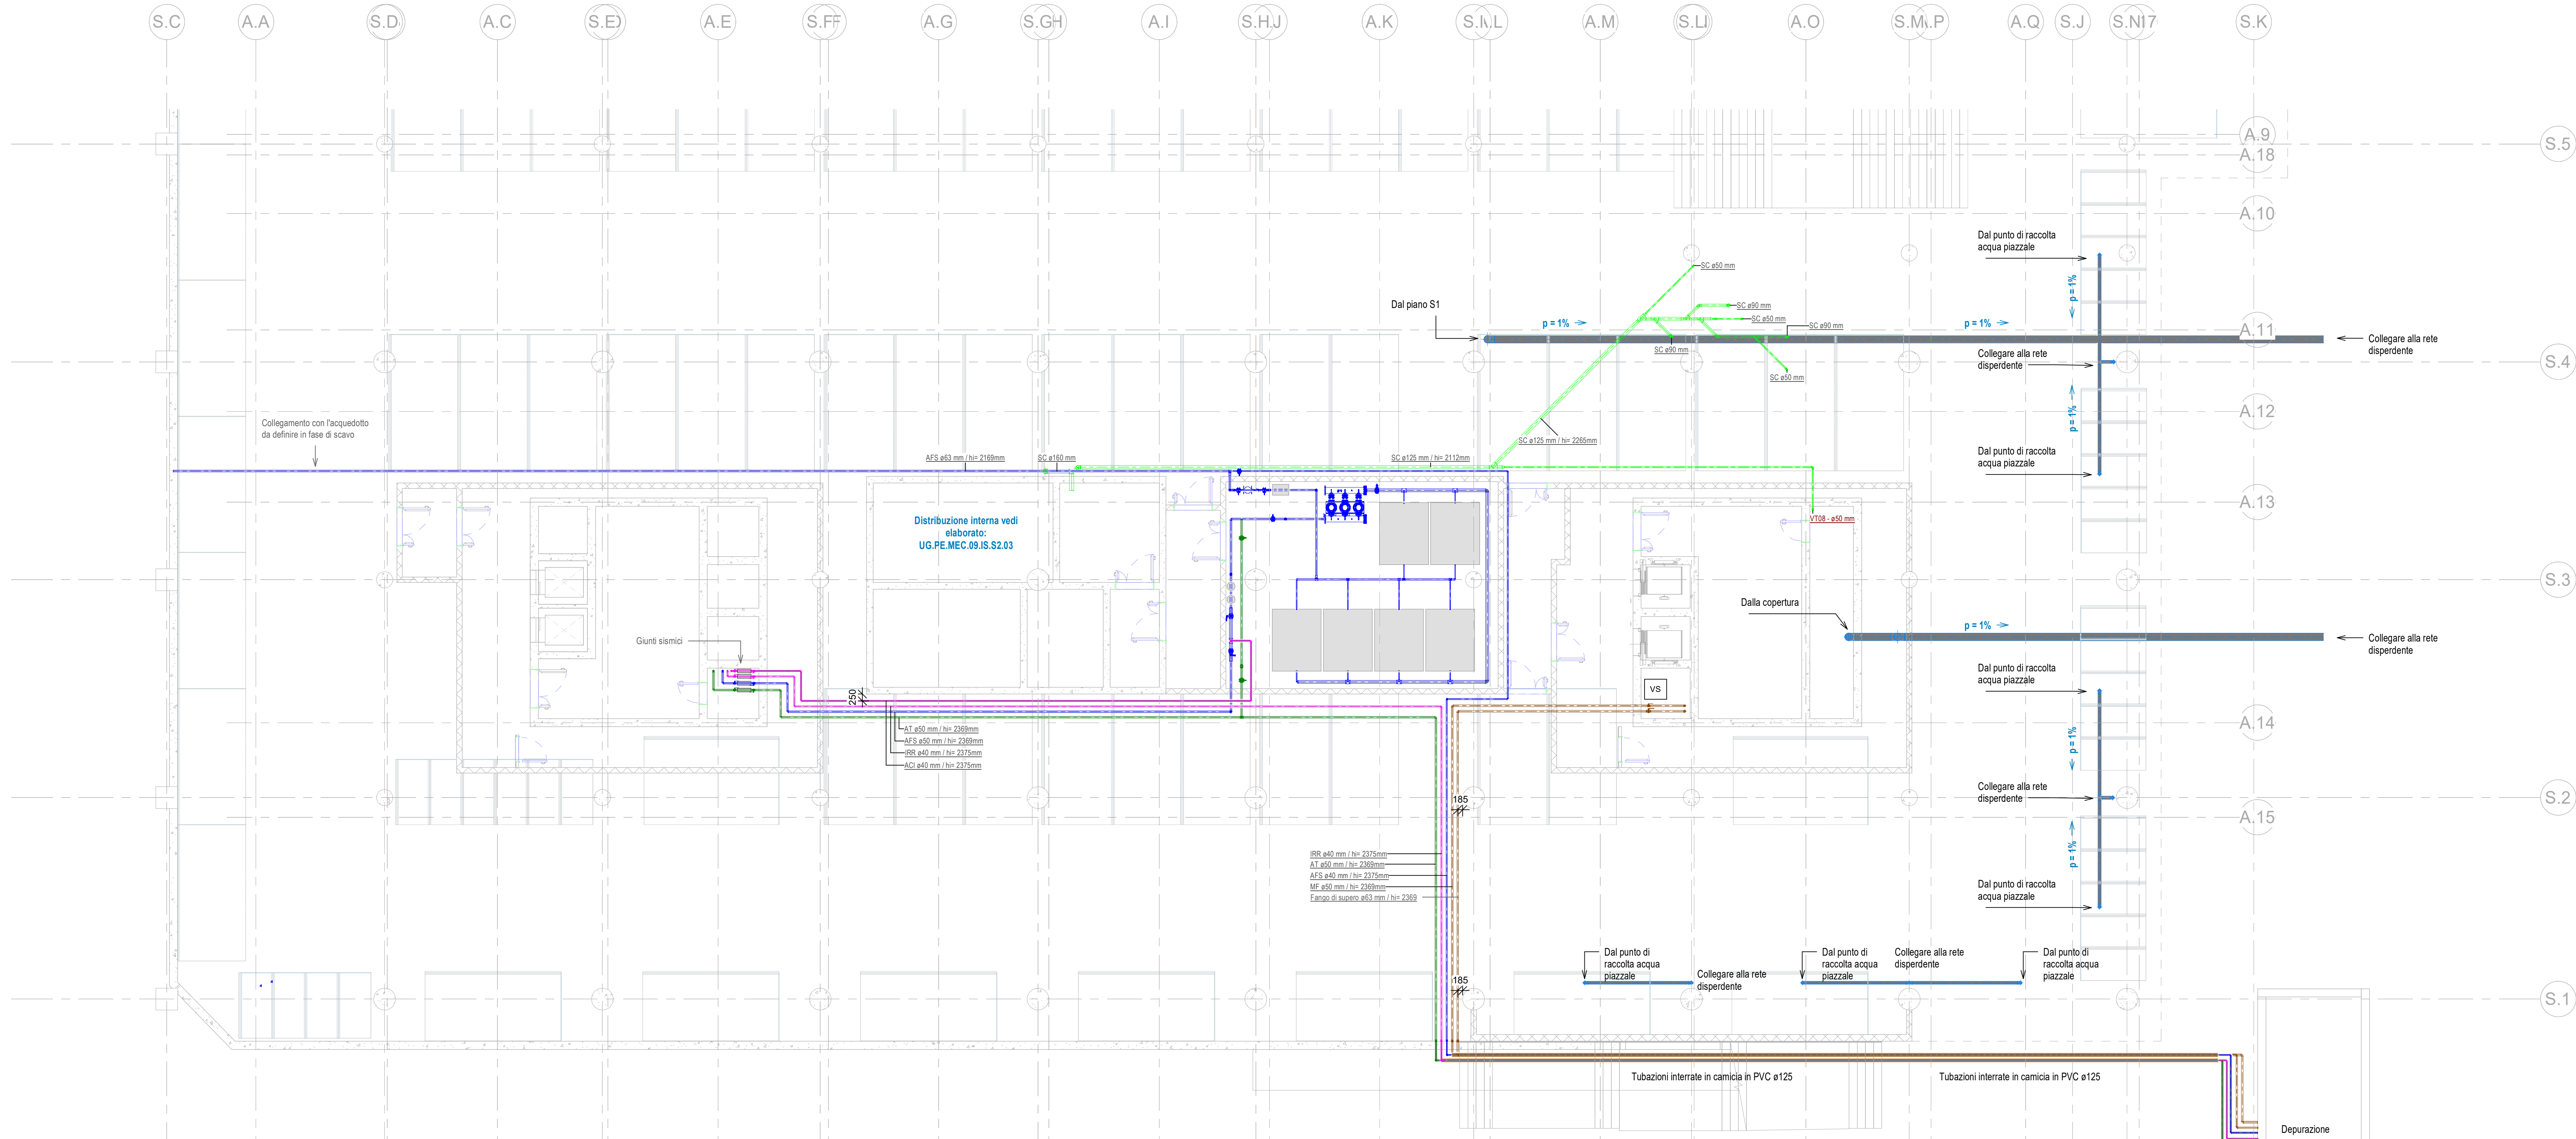 S.C
A.A
A.C
A.E
A.G
A.I
A.K
A.M
A.O
A.Q
S.J
S.K
A.9
S.5
A.18
A.10
Dal punto di raccolta
acqua piazzale
p = 1%
SC ø50 mm
Dal piano S1
SC ø90 mm
SC ø50 mm
p = 1%
SC ø90 mm
p = 1%
A.11
Collegare alla rete
disperdente
SC ø90 mm
Collegare alla rete
disperdente
S.4
SC ø50 mm
p = 1%
A.12
Collegamento con l'acquedotto
da definire in fase di scavo
SC ø125 mm / hi= 2265mm
AFS ø63 mm / hi= 2169mm
SC ø160 mm
SC ø125 mm / hi= 2112mm
Dal punto di raccolta
acqua piazzale
A.13
Distribuzione interna vedi
elaborato:
UG.PE.MEC.09.IS.S2.03
VT08 - ø50 mm
S.3
Dalla copertura
p = 1%
Collegare alla rete
disperdente
Giunti sismici
Dal punto di raccolta
acqua piazzale
VS
250
A.14
AT ø50 mm / hi= 2369mm
AFS ø50 mm / hi= 2369mm
IRR ø40 mm / hi= 2375mm
ACI ø40 mm / hi= 2375mm
p = 1%
Collegare alla rete
disperdente
S.2
185
A.15
IRR ø40 mm / hi= 2375mm
AT ø50 mm / hi= 2369mm
AFS ø40 mm / hi= 2375mm
MF ø50 mm / hi= 2369mm
Fango di supero ø63 mm / hi= 2369
p = 1%
Dal punto di raccolta
acqua piazzale
Dal punto di
raccolta acqua
piazzale
Collegare alla rete
disperdente
Dal punto di
raccolta acqua
piazzale
Collegare alla rete
disperdente
Dal punto di
raccolta acqua
piazzale
185
S.1
Tubazioni interrate in camicia in PVC ø125
Tubazioni interrate in camicia in PVC ø125
Depurazione